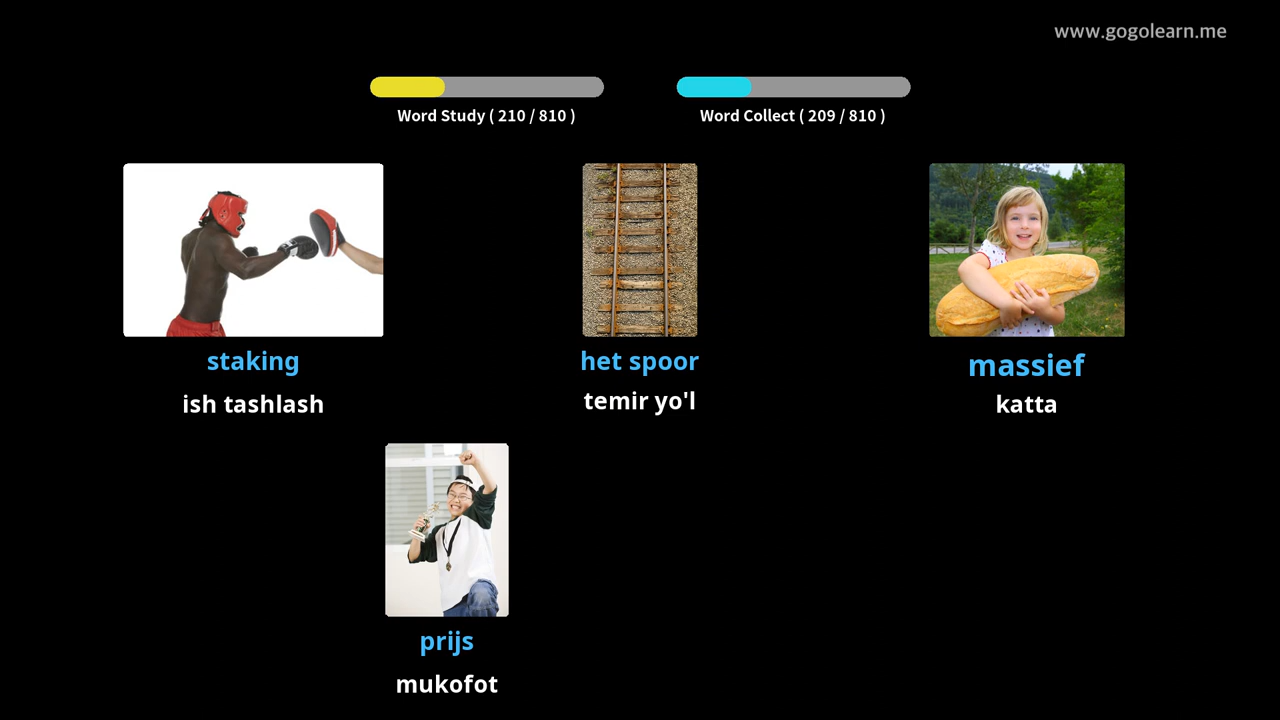 www.gogolearn.me
Word Study ( 210 / 810 )
Word Collect ( 209 / 810 )
staking
het spoor
massief
ish tashlash
temir yo'l
katta
prijs
mukofot